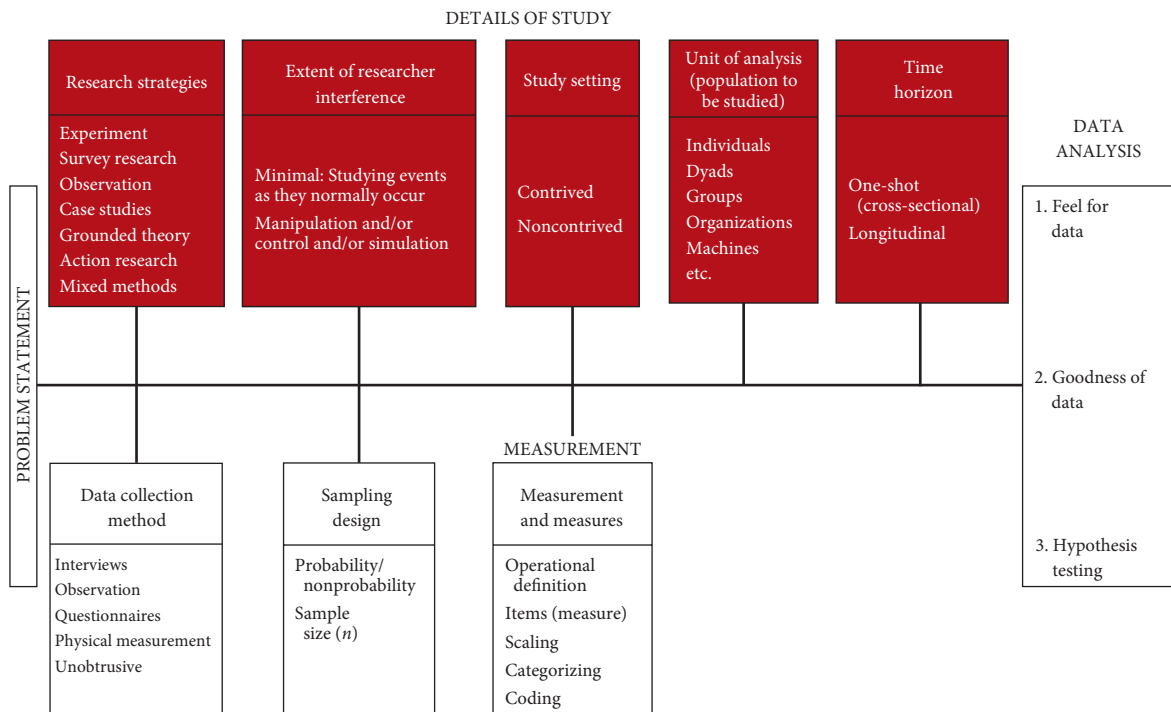 DETAILS OF STUDY
Research strategies
Experiment
Survey research
Observation
Case studies
Grounded theory
Action research
Mixed methods
Extent of researcher
interference
Minimal: Studying events
as they normally occur
Manipulation and/or
control and/or simulation
Study setting
Contrived
Noncontrived
Unit of analysis
(population to
be studied)
Individuals
Dyads
Groups
Organizations
Machines
etc.
Time
horizon
One-shot
(cross-sectional)
Longitudinal
DATA
ANALYSIS
1. Feel for
data
2. Goodness of
data
3. Hypothesis
testing
PROBLEM STATEMENT
Data collection
method
Interviews
Observation
Questionnaires
Physical measurement
Unobtrusive
Sampling
design
Probability/
nonprobability
Sample
size (n)
MEASUREMENT
Measurement
and measures
Operational
definition
Items (measure)
Scaling
Categorizing
Coding